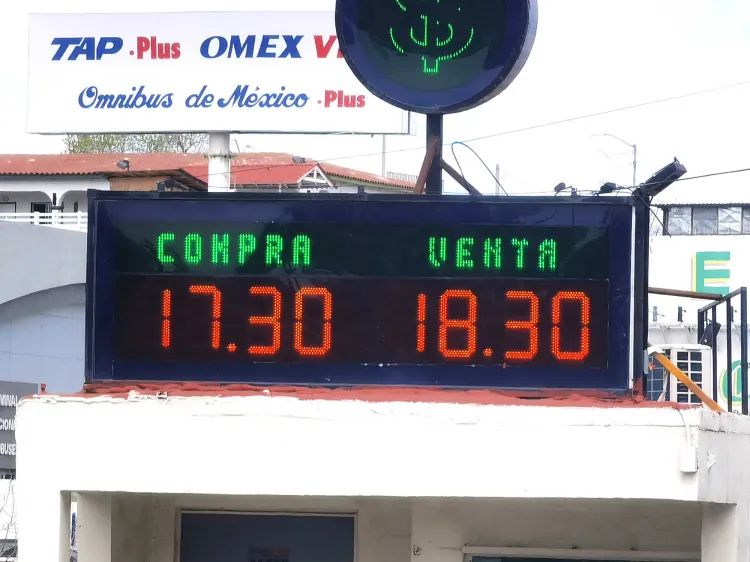 TAP · Plus OMEX
Omnibus de México · Plus
$
COMPRA VENTA
17.30 18.30
E